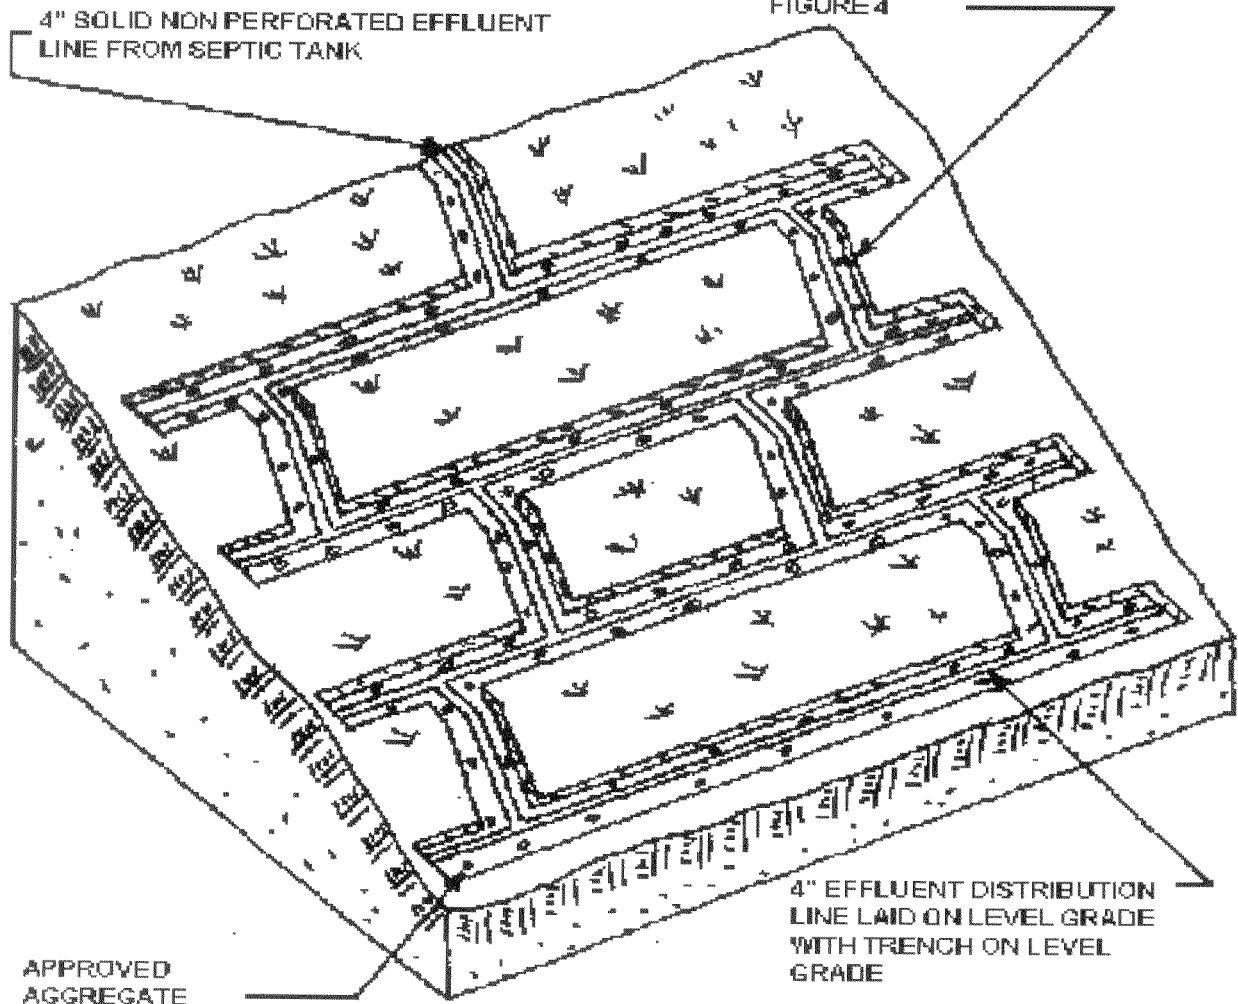 FIGURE 4
4" SOLID NON PERFORATED EFFLUENT
LINE FROM SEPTIC TANK
4" EFFLUENT DISTRIBUTION
LINE LAID ON LEVEL GRADE
WITH TRENCH ON LEVEL
GRADE
APPROVED
AGGREGATE